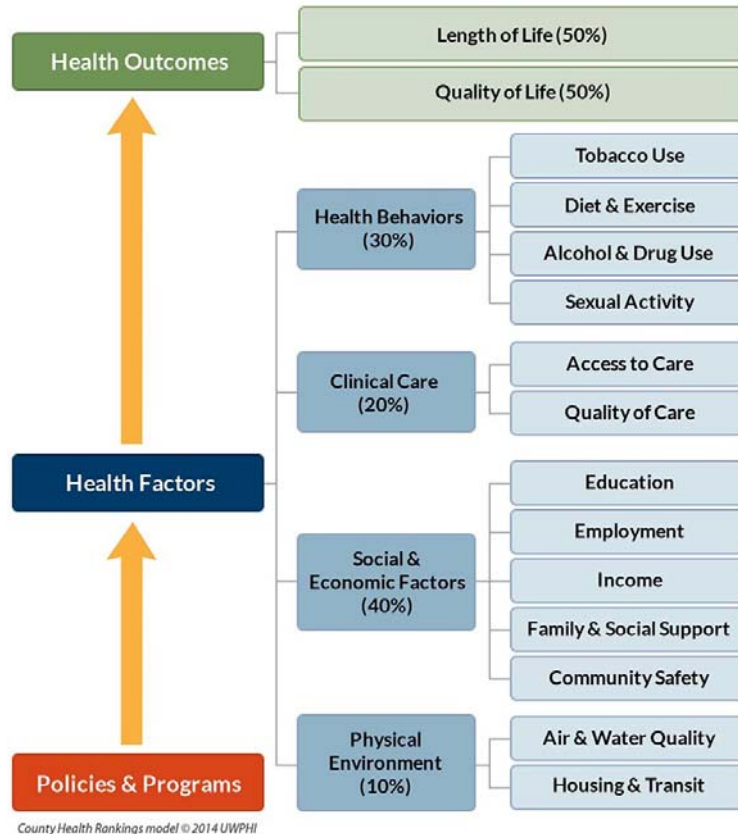 Health Outcomes
Length of Life (50%)
Quality of Life (50%)
Health Factors
Health Behaviors
(30%)
Tobacco Use
Diet & Exercise
Alcohol & Drug Use
Sexual Activity
Clinical Care
(20%)
Access to Care
Quality of Care
Social &
Economic Factors
(40%)
Education
Employment
Income
Family & Social Support
Community Safety
Physical
Environment
(10%)
Air & Water Quality
Housing & Transit
Policies & Programs
County Health Rankings model © 2014 UWPHI